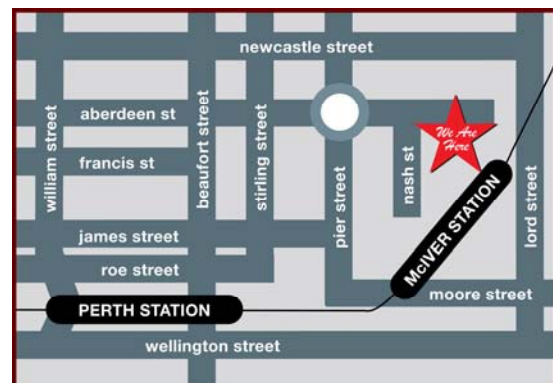 newcastle street
aberdeen st
william street
beaufort street
stirling street
We Are
Here
francis st
pier street
nash st
lord street
james street
roe street
McIVER STATION
moore street
PERTH STATION
wellington street